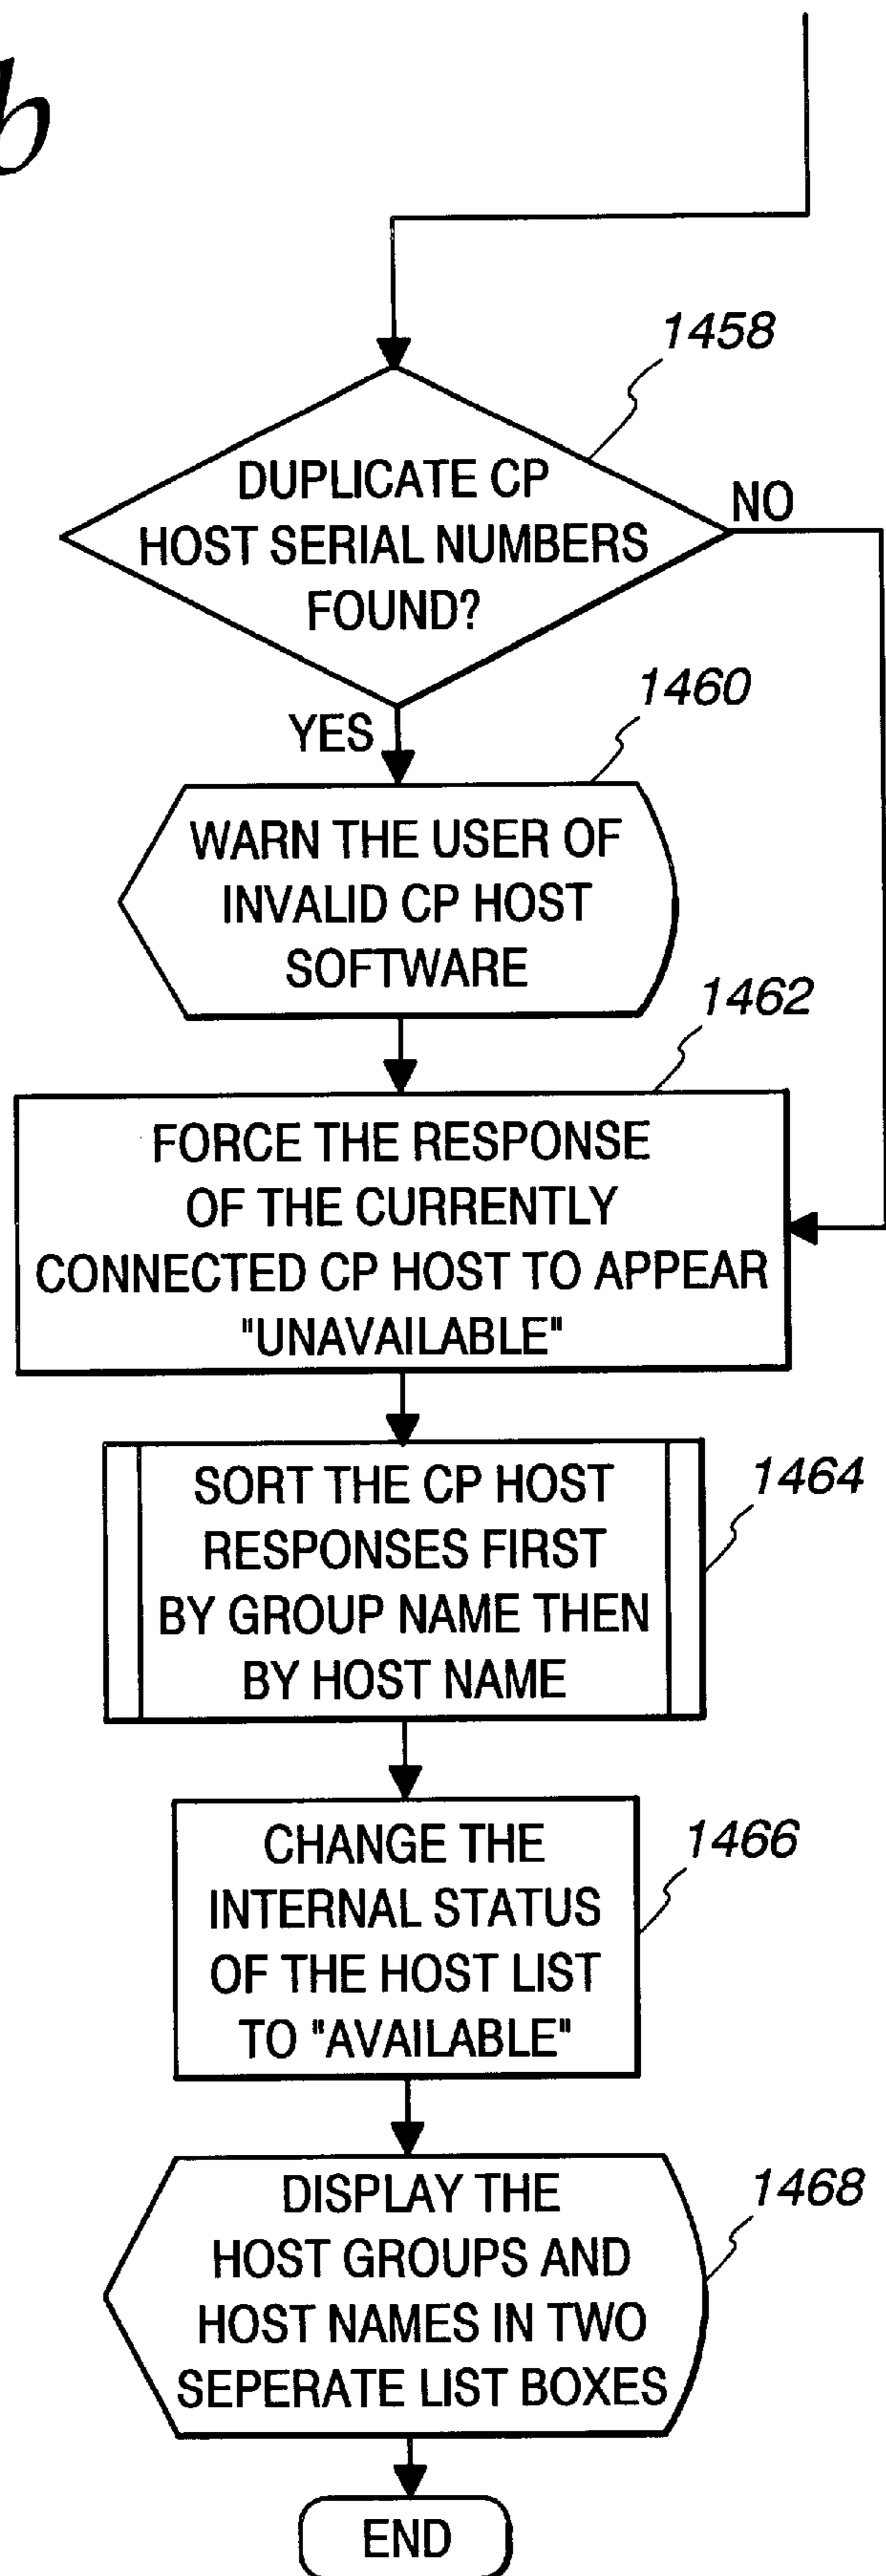 b
1458
DUPLICATE CP
HOST SERIAL NUMBERS
FOUND?
NO
YES
1460
WARN THE USER OF
INVALID CP HOST
SOFTWARE
1462
FORCE THE RESPONSE
OF THE CURRENTLY
CONNECTED CP HOST TO APPEAR
"UNAVAILABLE"
1464
SORT THE CP HOST
RESPONSES FIRST
BY GROUP NAME THEN
BY HOST NAME
1466
CHANGE THE
INTERNAL STATUS
OF THE HOST LIST
TO "AVAILABLE"
1468
DISPLAY THE
HOST GROUPS AND
HOST NAMES IN TWO
SEPERATE LIST BOXES
END